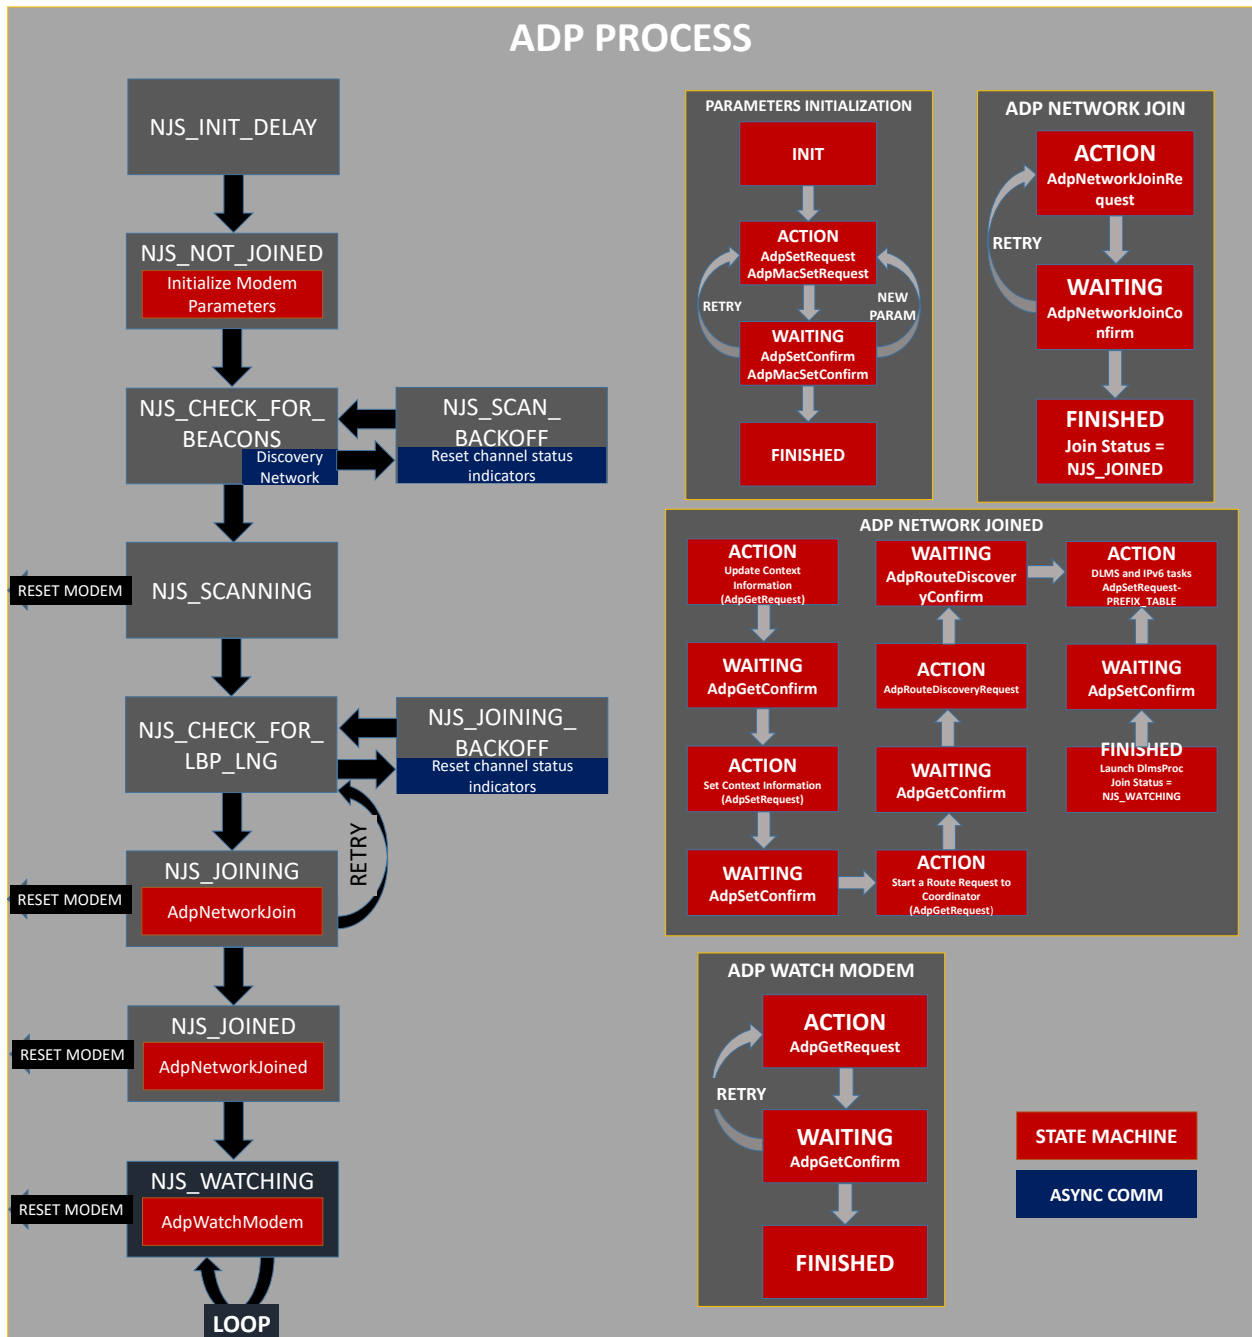 ADP PROCESS
NJS_INIT_DELAY
NJS_NOT_JOINED
Initialize Modem
Parameters
NJS_CHECK_FOR_
BEACONS
Discovery
Network
NJS_SCAN_
BACKOFF
Reset channel status
indicators
RESET MODEM
NJS_SCANNING
NJS_CHECK_FOR_
LBP_LNG
NJS_JOINING_
BACKOFF
Reset channel status
indicators
RETRY
RESET MODEM
NJS_JOINING
AdpNetworkJoin
RESET MODEM
NJS_JOINED
AdpNetworkJoined
RESET MODEM
NJS_WATCHING
AdpWatchModem
LOOP
PARAMETERS INITIALIZATION
INIT
ACTION
AdpSetRequest
AdpMacSetRequest
RETRY
NEW
PARAM
WAITING
AdpSetConfirm
AdpMacSetConfirm
FINISHED
ADP NETWORK JOIN
ACTION
AdpNetworkJoinRe
quest
RETRY
WAITING
AdpNetworkJoinCo
nfirm
FINISHED
Join Status =
NJS_JOINED
ADP NETWORK JOINED
ACTION
Update Context
Information
(AdpGetRequest)
WAITING
AdpGetConfirm
ACTION
Set Context Information
(AdpSetRequest)
WAITING
AdpSetConfirm
ACTION
Start a Route Request to
Coordinator
(AdpGetRequest)
WAITING
AdpGetConfirm
ACTION
AdpRouteDiscoveryRequest
WAITING
AdpRouteDiscover
yConfirm
ACTION
DLMS and IPv6 tasks
AdpSetRequest-
PREFIX_TABLE
WAITING
AdpSetConfirm
FINISHED
Launch DlmsProc
Join Status =
NJS_WATCHING
ADP WATCH MODEM
ACTION
AdpGetRequest
RETRY
WAITING
AdpGetConfirm
FINISHED
STATE MACHINE
ASYNC COMM